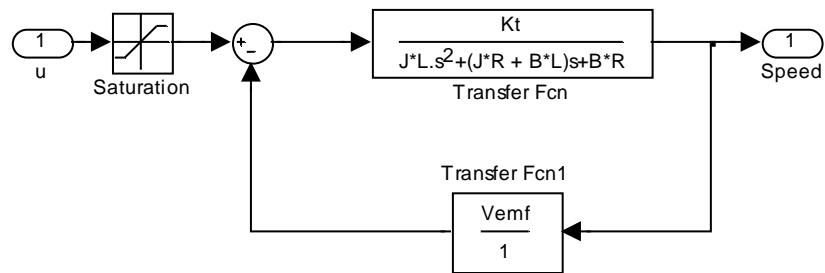 1
u
Saturation
+
-
Kt
J*L.s2+(J*R + B*L)s+B*R
Transfer Fcn
1
Speed
Transfer Fcn1
Vemf
1